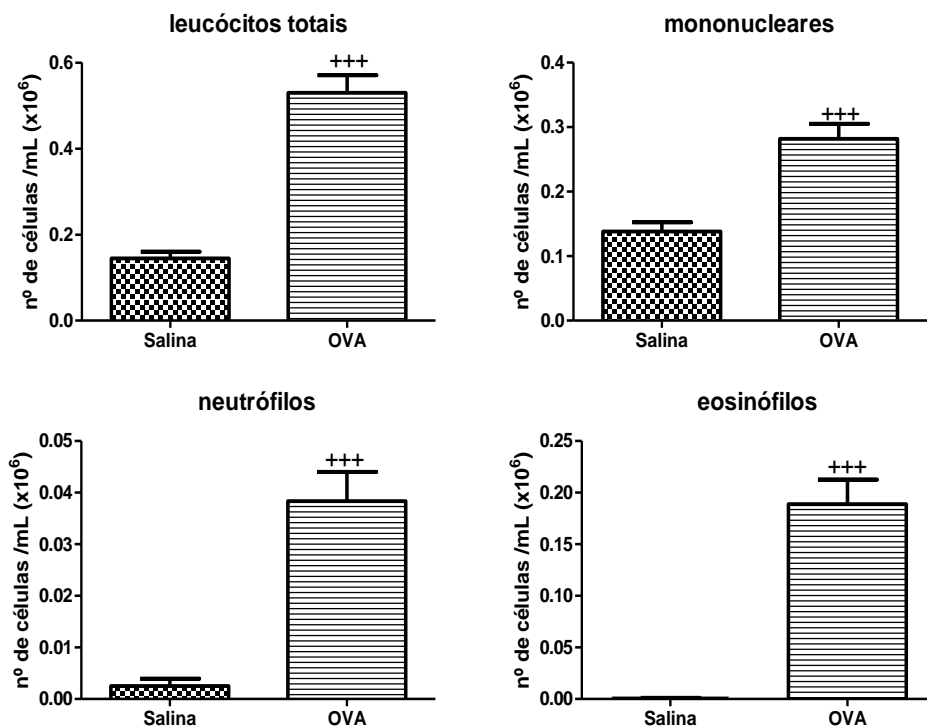 leucócitos totais
nº de células /mL (x10⁶)
0.6
0.4
0.2
0.0
+++
Salina
OVA
mononucleares
nº de células /mL (x10⁶)
0.4
0.3
0.2
0.1
0.0
+++
Salina
OVA
neutrófilos
nº de células /mL (x10⁶)
0.05
0.04
0.03
0.02
0.01
0.00
+++
Salina
OVA
eosinófilos
nº de células /mL (x10⁶)
0.25
0.20
0.15
0.10
0.05
0.00
+++
Salina
OVA